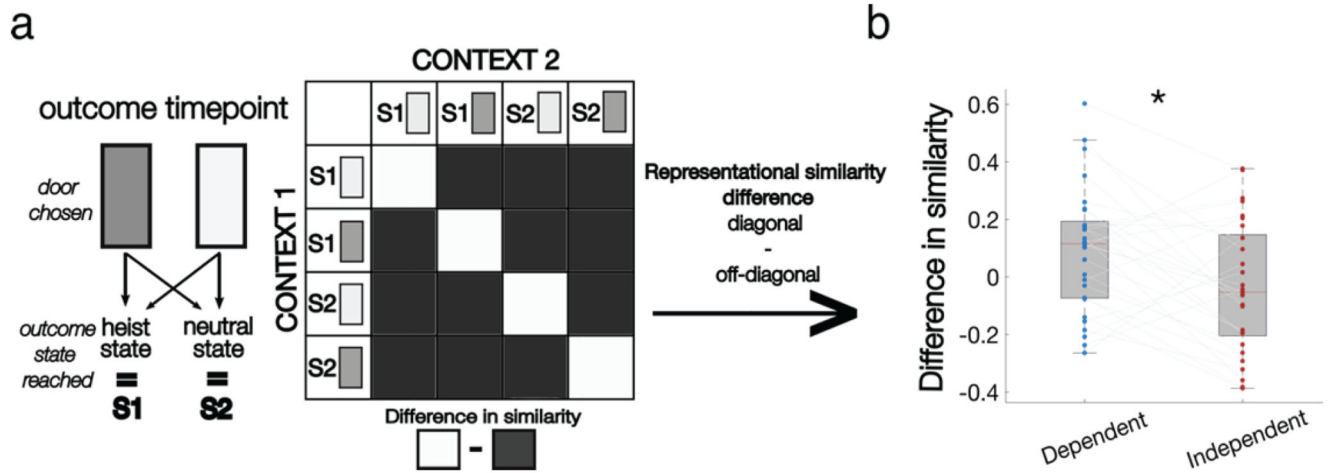 a
outcome timepoint
door
chosen
outcome
state
reached
heist
state
=
S1
neutral
state
=
S2
CONTEXT 2
S1 S1 S2 S2
CONTEXT 1
S1
S1
S2
S2
Difference in similarity
-
Representational similarity
difference
diagonal
-
off-diagonal
b
Difference in similarity
*
0.6
0.4
0.2
0
-0.2
-0.4
Dependent
Independent